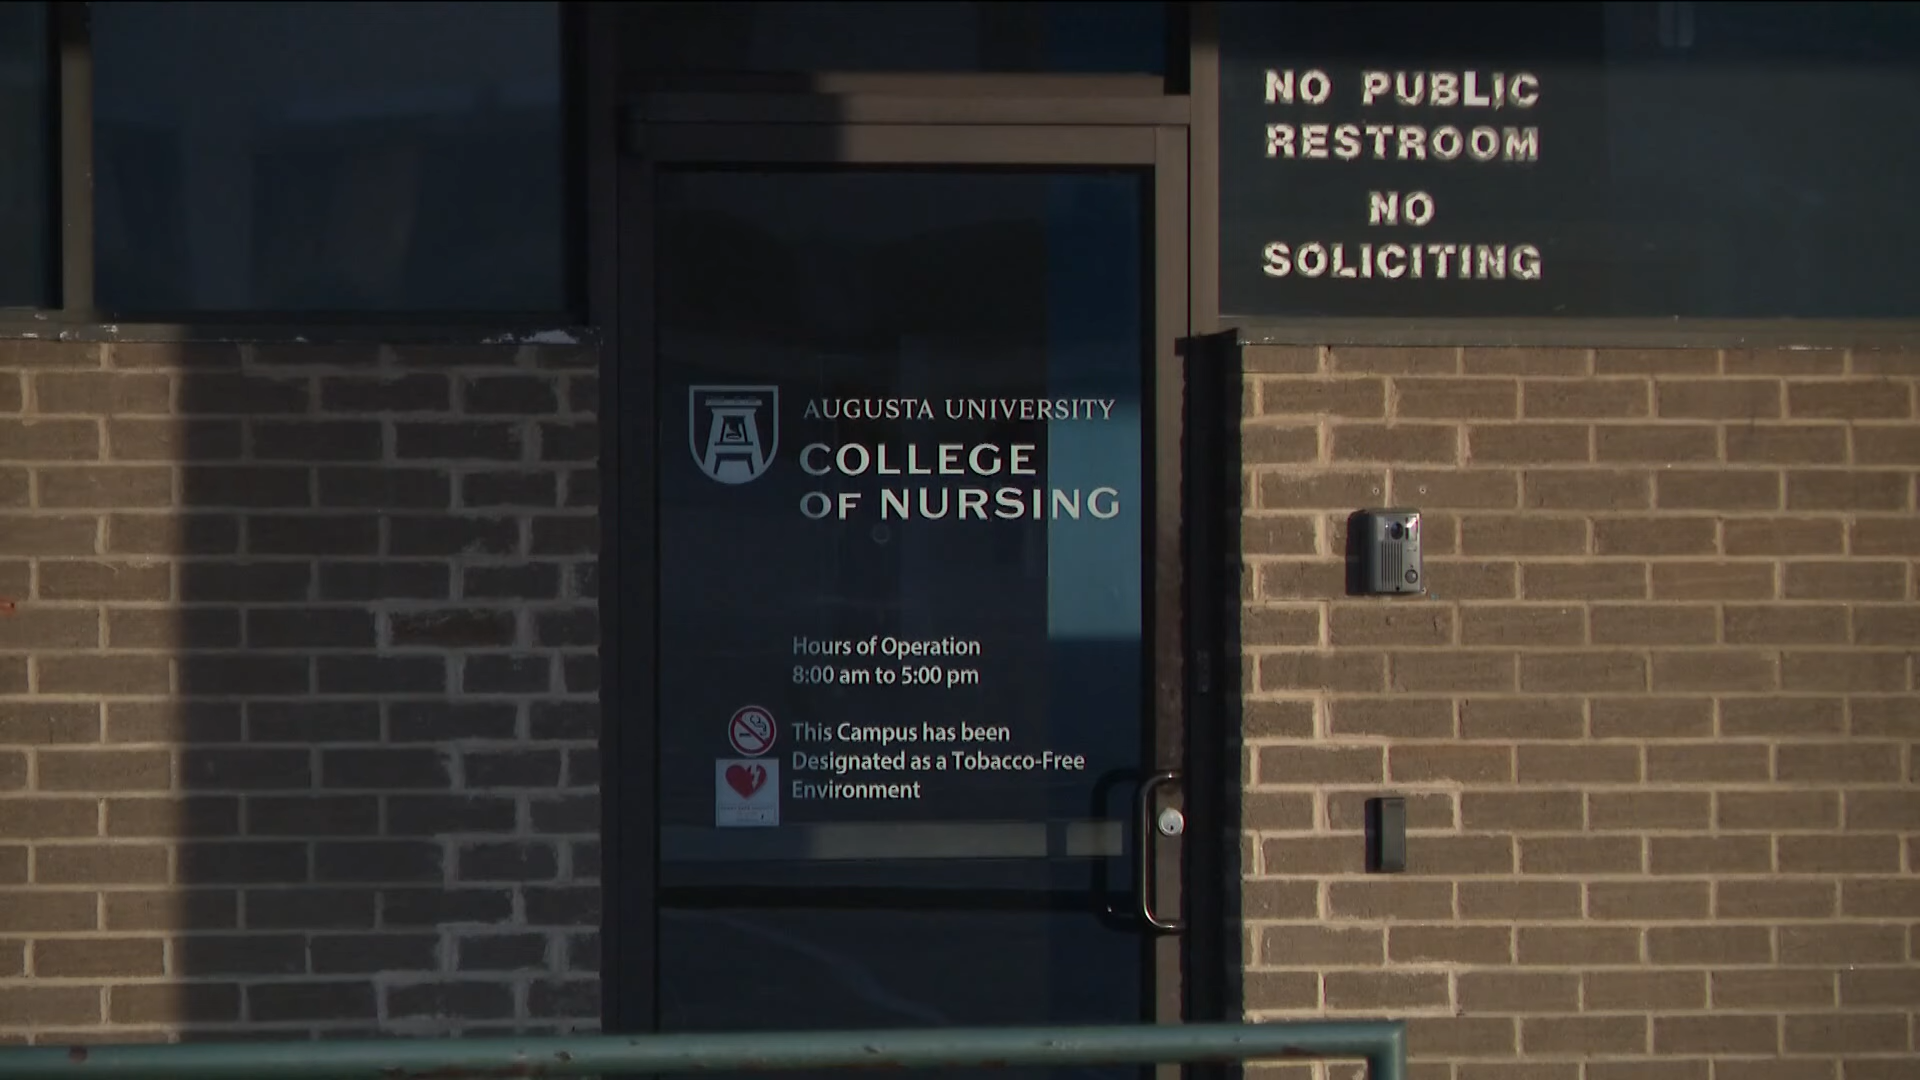 NO PUBLIC
RESTROOM
NO
SOLICITING
AUGUSTA UNIVERSITY
COLLEGE
OF NURSING
Hours of Operation
8:00 am to 5:00 pm
This Campus has been
Designated as a Tobacco-Free
Environment